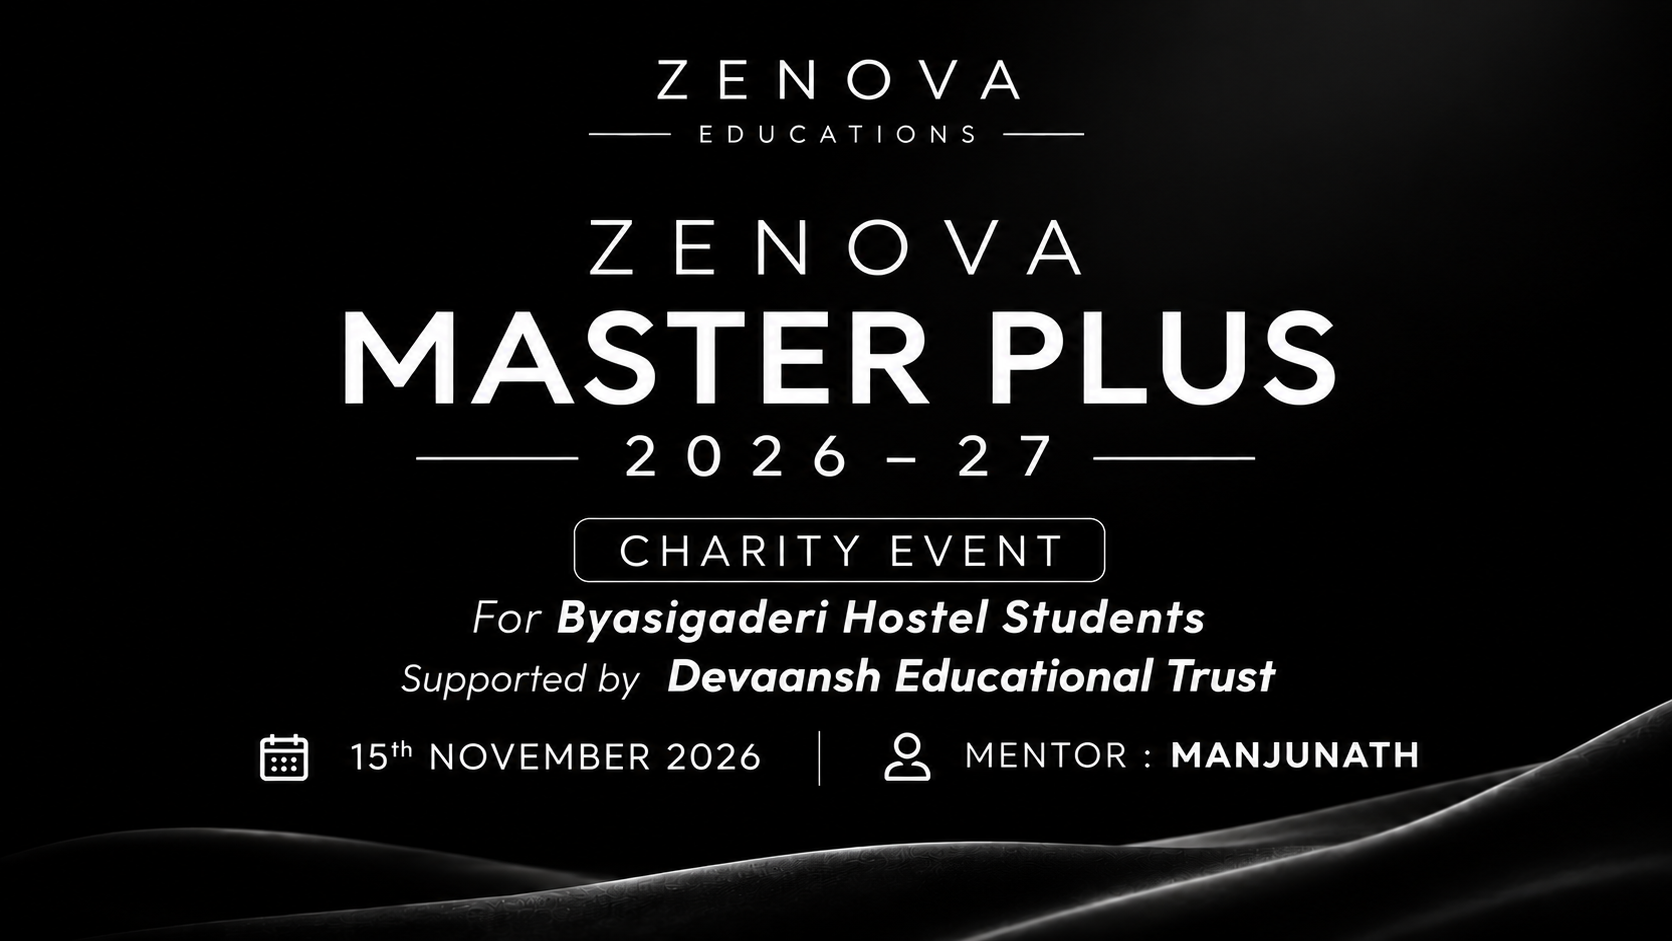 ZENOVA
EDUCATIONS
ZENOVA
MASTER PLUS
2026 – 27
CHARITY EVENT
For Byasigaderi Hostel Students
Supported by Devaansh Educational Trust
15th NOVEMBER 2026
MENTOR : MANJUNATH